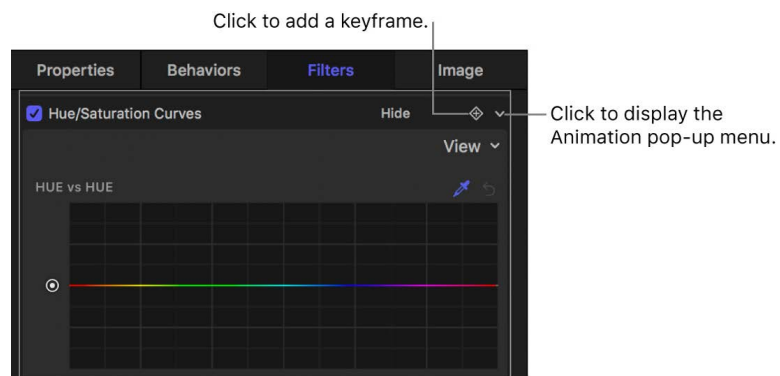 Click to add a keyframe.
Properties Behaviors Filters Image
Hue/Saturation Curves Hide
Click to display the
Animation pop-up menu.
View
HUE vs HUE